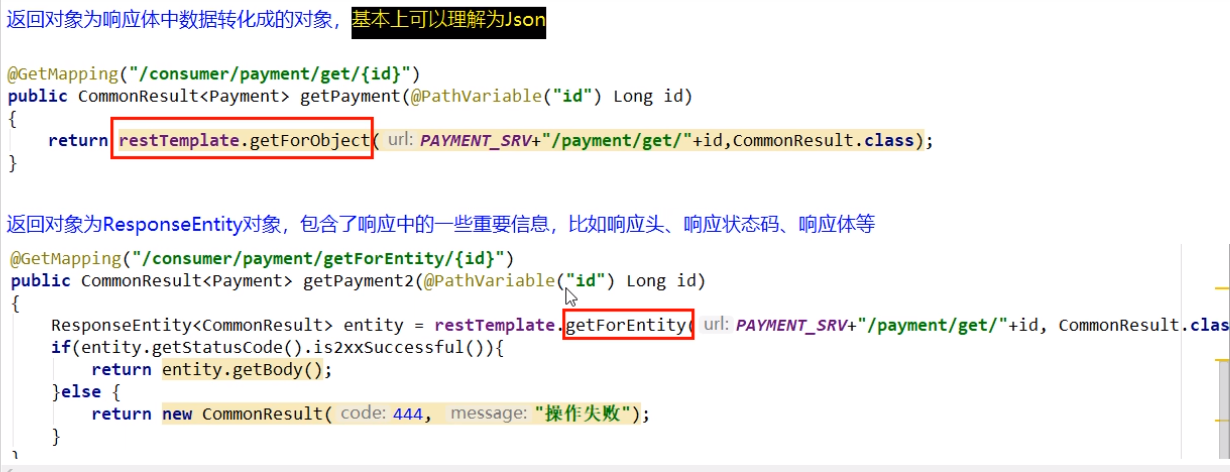 返回对象为响应体中数据转化成的对象，基本上可以理解为Json
@GetMapping("/consumer/payment/get/{id}")
public CommonResult<Payment> getPayment(@PathVariable("id") Long id)
{
return restTemplate.getForObject( url: PAYMENT_SRV+"/payment/get/"+id,CommonResult.class);
}
返回对象为ResponseEntity对象，包含了响应中的一些重要信息，比如响应头、响应状态码、响应体等
@GetMapping("/consumer/payment/getForEntity/{id}")
public CommonResult<Payment> getPayment2(@PathVariable("id") Long id)
{
ResponseEntity<CommonResult> entity = restTemplate.getForEntity( url: PAYMENT_SRV+"/payment/get/"+id, CommonResult.clas
if(entity.getStatusCode().is2xxSuccessful()){
return entity.getBody();
}else {
return new CommonResult( code: 444, message: "操作失败");
}
}